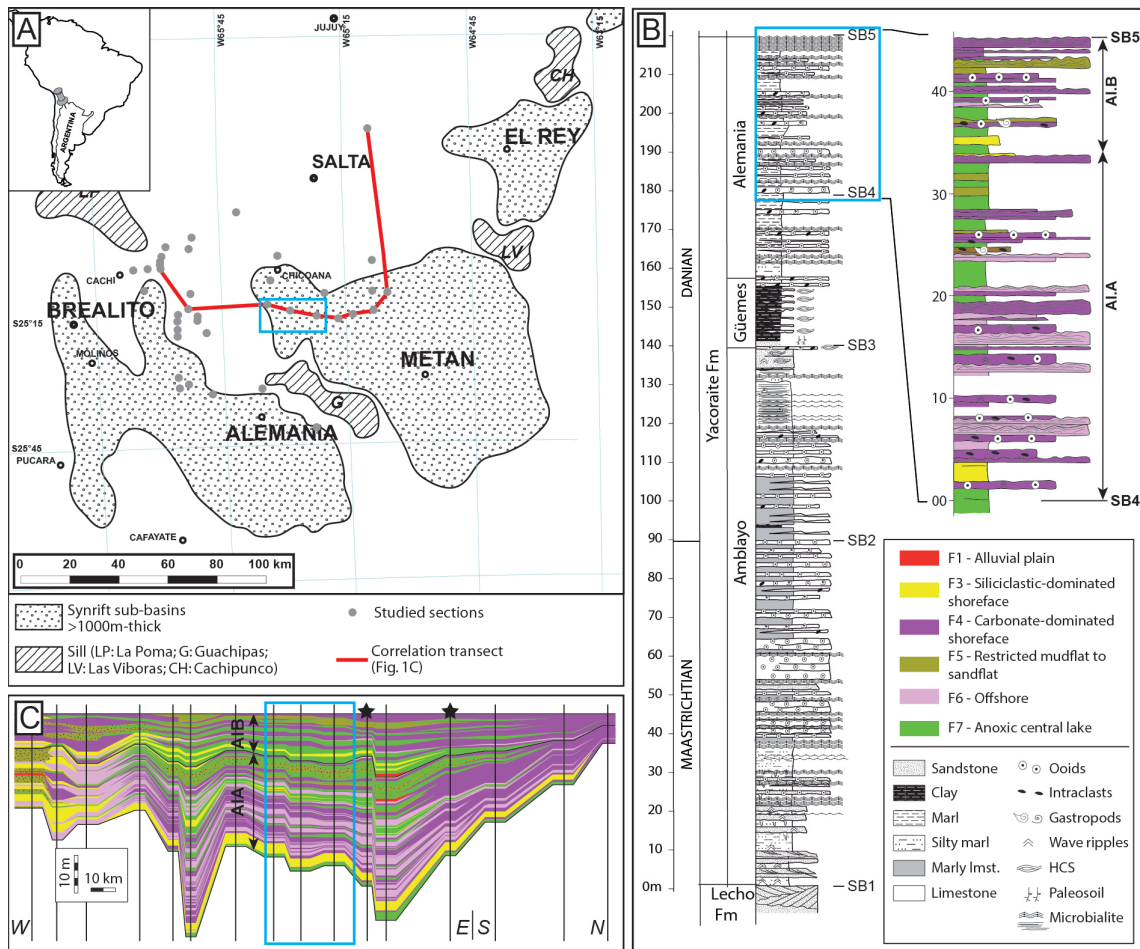 A
ARGENTINA
W65°45'
W65°15'
W64°45'
JUJUY
CH
EL REY
SALTA
LV
CACHI
CHICOANA
BREALITO
S25°15'
MOLINOS
METAN
G
ALEMANIA
S25°45'
PUCARA
CAFAYATE
0 20 40 60 80 100 km
Synrift sub-basins
>1000m-thick
Studied sections
Sill (LP: La Poma; G: Guachipas;
LV: Las Viboras; CH: Cachipunco)
Correlation transect
(Fig. 1C)
B
SB5
210
200
190
180
170
160
150
140
130
120
110
100
90
80
70
60
50
40
30
20
10
0m
DANIAN
MAASTRICHTIAN
Yacoraite Fm
Alemania
Güemes
Amblayo
Lecho
Fm
SB4
SB3
SB2
SB1
SB5
40
30
20
10
00
AI.B
AI.A
SB4
F1 - Alluvial plain
F3 - Siliciclastic-dominated
shoreface
F4 - Carbonate-dominated
shoreface
F5 - Restricted mudflat to
sandflat
F6 - Offshore
F7 - Anoxic central lake
Sandstone
Clay
Marl
Silty marl
Marly lmst.
Limestone
Ooids
Intraclasts
Gastropods
Wave ripples
HCS
Paleosoil
Microbialite
C
AIB
AIA
10 m
10 km
W
E
S
N